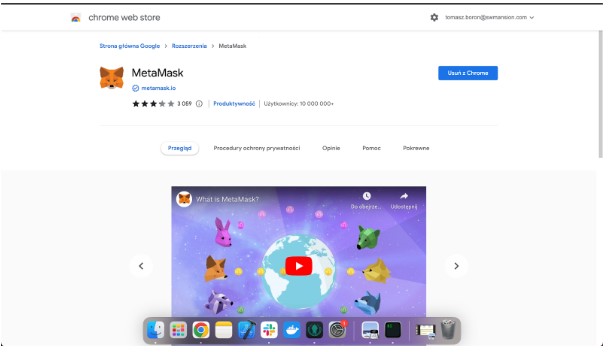 chrome web store
tomasz.boron@swmansion.com
Strona główna Google > Rozszerzenia > MetaMask
MetaMask
Usuń z Chrome
metamask.io
3 089 | Produktywność | Użytkownicy: 10 000 000+
Przegląd Procedury ochrony prywatności Opinie Pomoc Pokrewne
What is MetaMask?
Do obejrze... Udostępnij